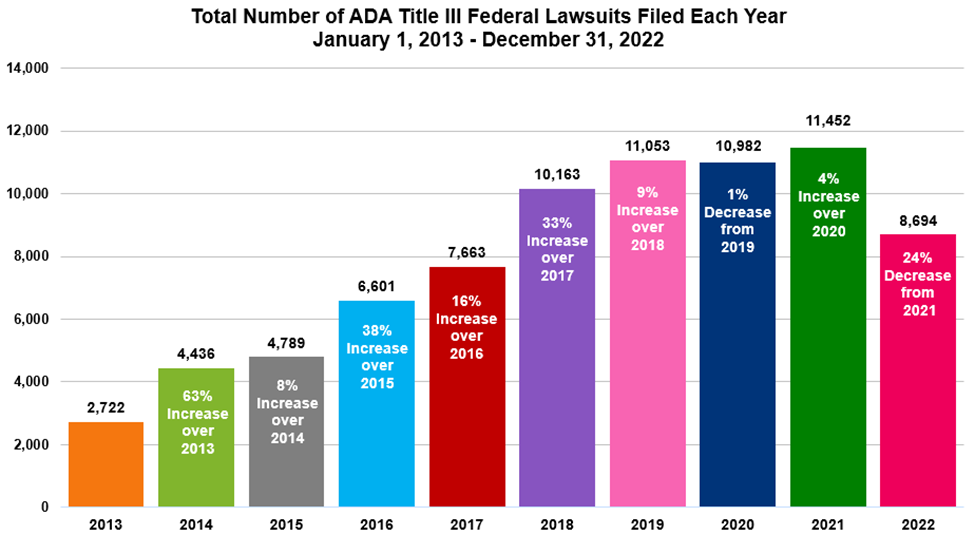 Total Number of ADA Title III Federal Lawsuits Filed Each Year
January 1, 2013 - December 31, 2022
14,000
12,000
10,000
8,000
6,000
4,000
2,000
0
2,722
4,436
63%
Increase
over
2013
4,789
8%
Increase
over
2014
6,601
38%
Increase
over
2015
7,663
16%
Increase
over
2016
10,163
33%
Increase
over
2017
11,053
9%
Increase
over
2018
10,982
1%
Decrease
from
2019
11,452
4%
Increase
over
2020
8,694
24%
Decrease
from
2021
2013
2014
2015
2016
2017
2018
2019
2020
2021
2022